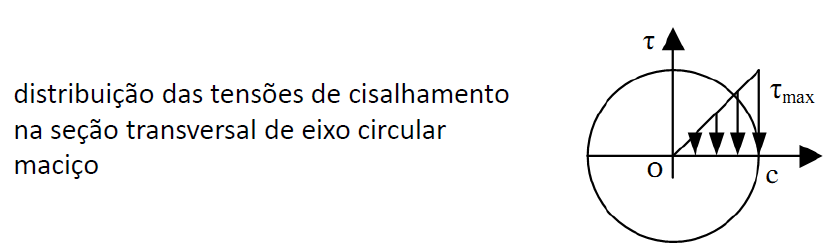 distribuição das tensões de cisalhamento
na seção transversal de eixo circular
maciço
τ
τmax
O
c